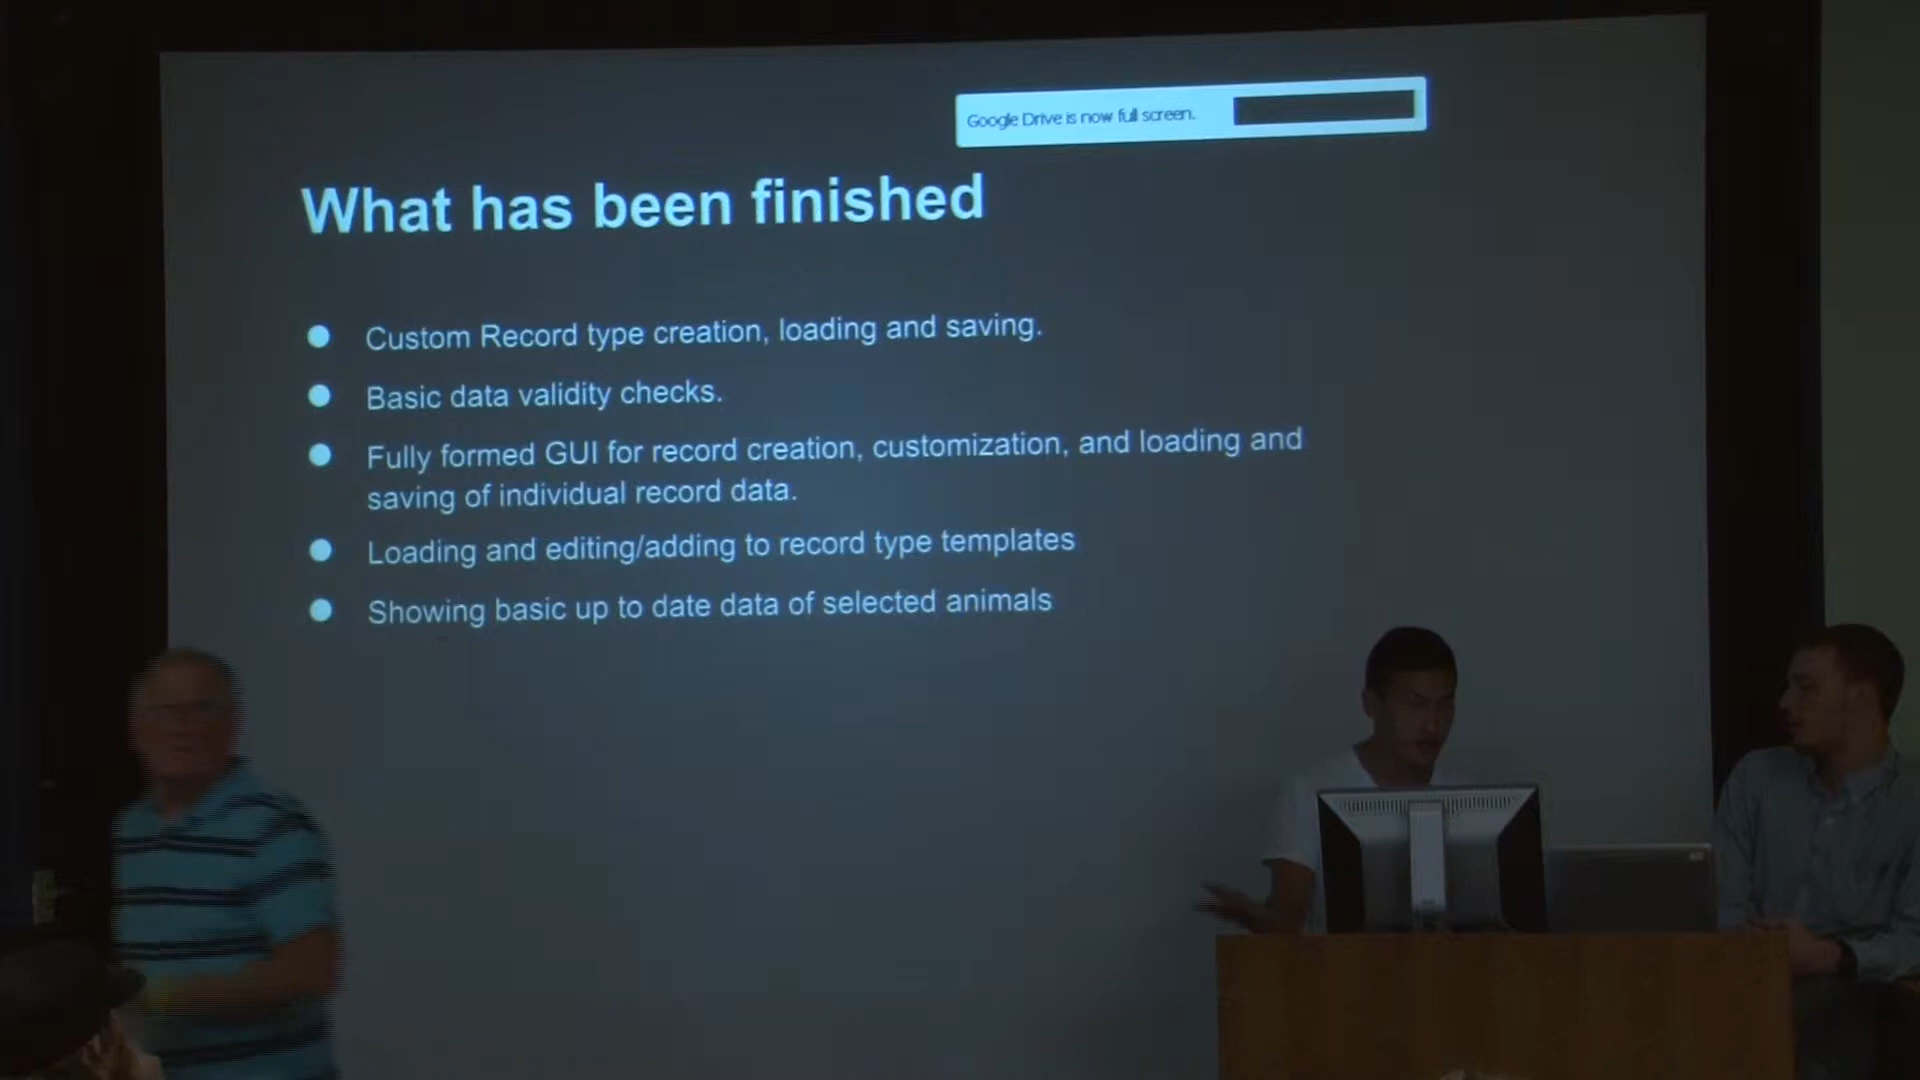 Google Drive is now full screen.
What has been finished
Custom Record type creation, loading and saving.
Basic data validity checks.
Fully formed GUI for record creation, customization, and loading and
saving of individual record data.
Loading and editing/adding to record type templates
Showing basic up to date data of selected animals